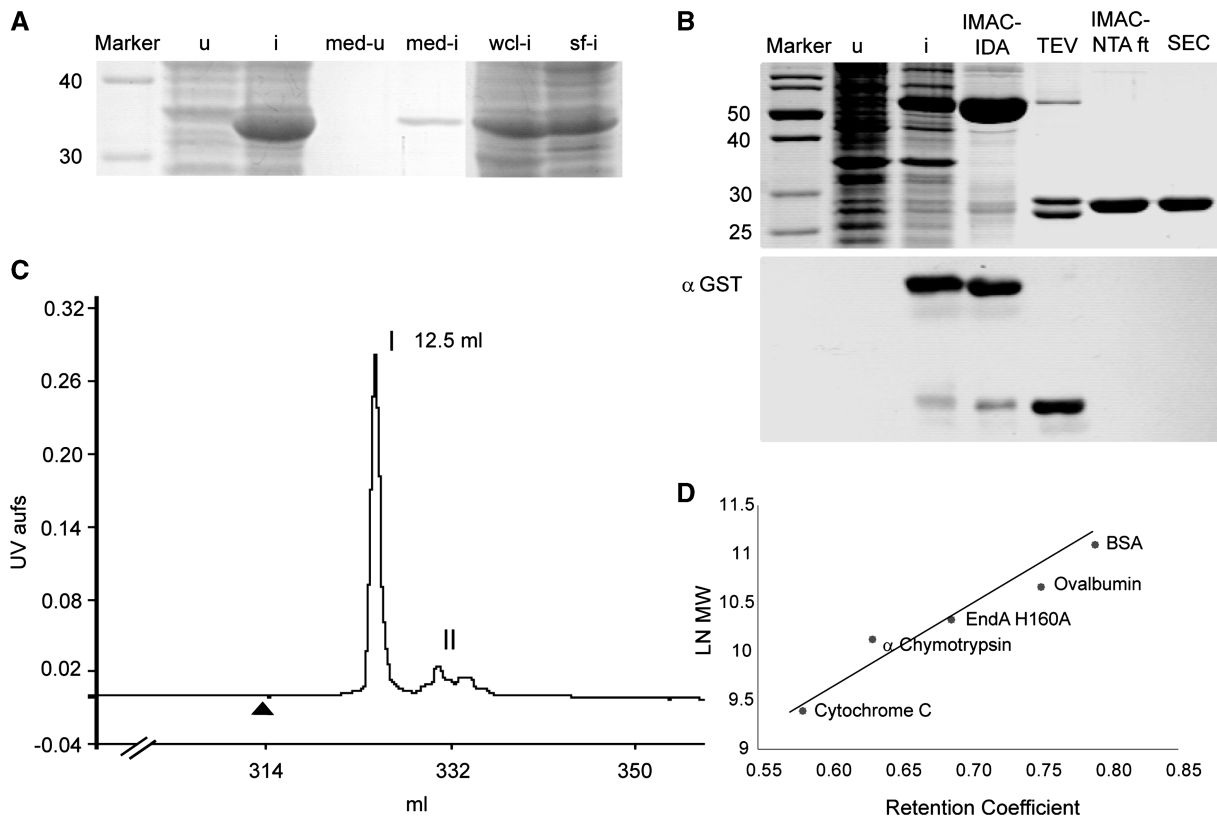 A
Marker u i med-u med-i wcl-i sf-i
40
30
B
Marker u i IMAC-IDA TEV IMAC-NTA ft SEC
50
40
30
25
α GST
C
UV aufs
0.32
0.26
0.20
0.14
0.08
0.02
-0.04
I 12.5 ml
II
314 332 350
ml
D
LN MW
11.5
11
10.5
10
9.5
9
BSA
Ovalbumin
EndA H160A
α Chymotrypsin
Cytochrome C
0.55 0.60 0.65 0.70 0.75 0.80 0.85
Retention Coefficient